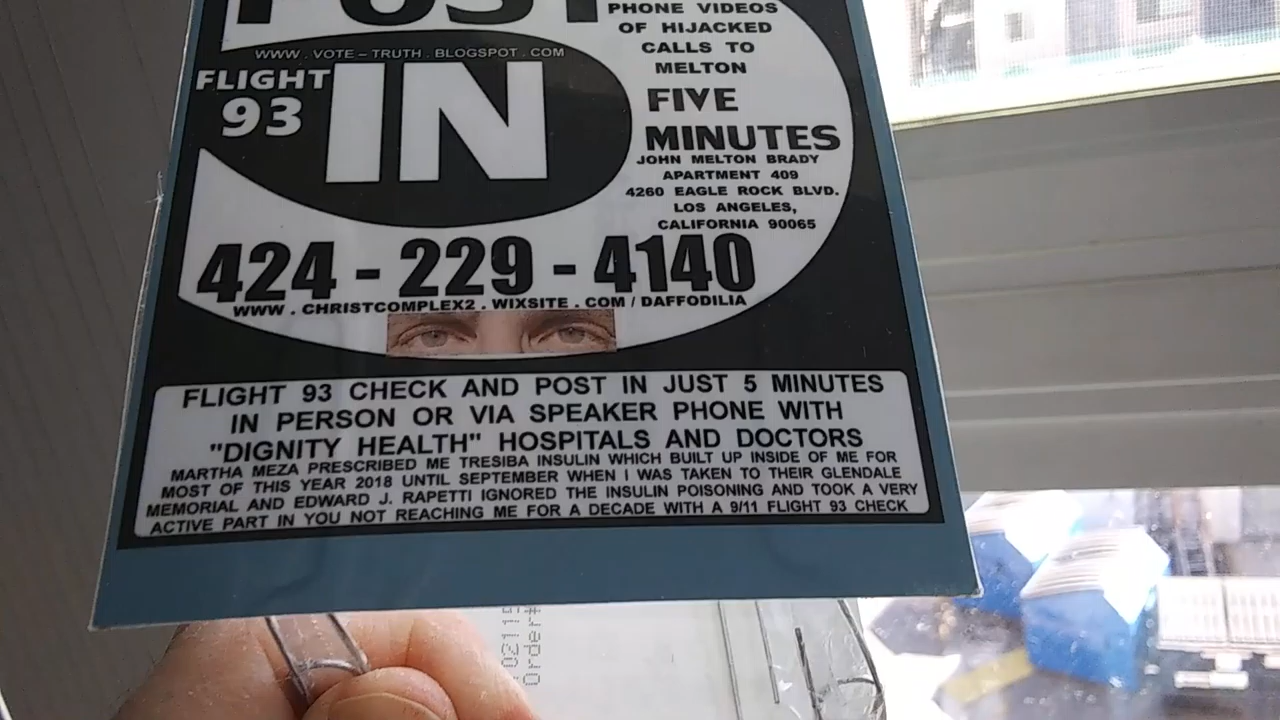 POST
PHONE VIDEOS
OF HIJACKED
CALLS TO
MELTON
WWW . VOTE - TRUTH . BLOGSPOT . COM
FLIGHT
93
IN
FIVE
MINUTES
JOHN MELTON BRADY
APARTMENT 409
4260 EAGLE ROCK BLVD.
LOS ANGELES,
CALIFORNIA 90065
424 - 229 - 4140
WWW . CHRISTCOMPLEX2 . WIXSITE . COM / DAFFODILIA
FLIGHT 93 CHECK AND POST IN JUST 5 MINUTES
IN PERSON OR VIA SPEAKER PHONE WITH
"DIGNITY HEALTH" HOSPITALS AND DOCTORS
MARTHA MEZA PRESCRIBED ME TRESIBA INSULIN WHICH BUILT UP INSIDE OF ME FOR
MOST OF THIS YEAR 2018 UNTIL SEPTEMBER WHEN I WAS TAKEN TO THEIR GLENDALE
MEMORIAL AND EDWARD J. RAPETTI IGNORED THE INSULIN POISONING AND TOOK A VERY
ACTIVE PART IN YOU NOT REACHING ME FOR A DECADE WITH A 9/11 FLIGHT 93 CHECK
Order#